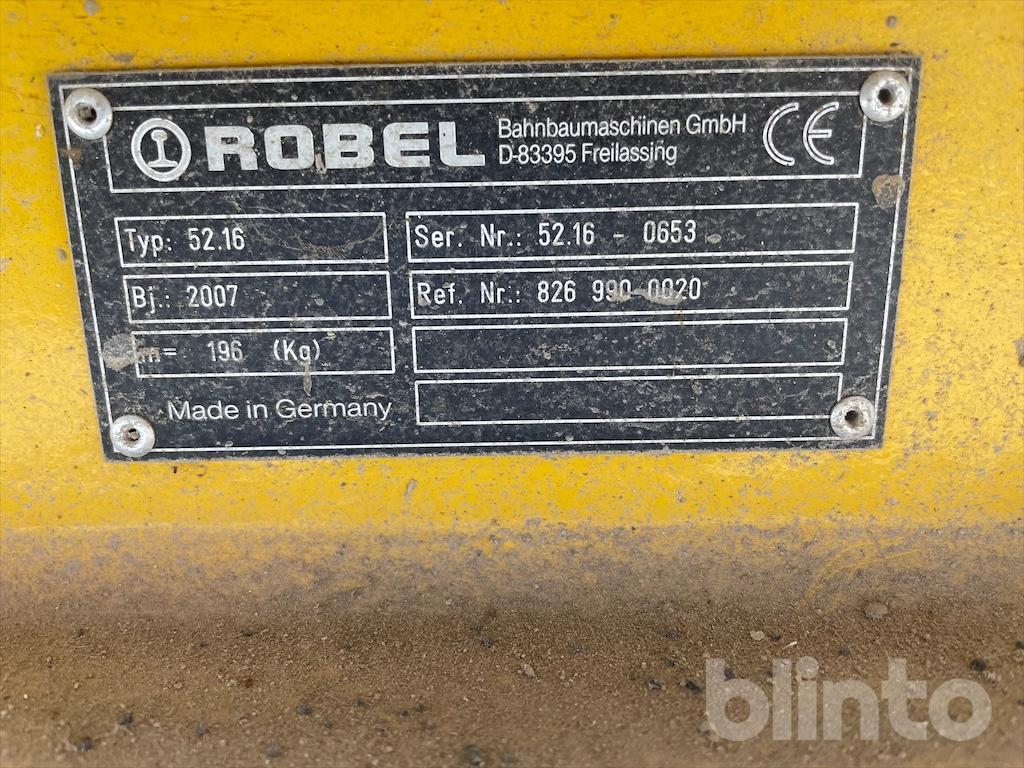 ROBEL
Bahnbaumaschinen GmbH
D-83395 Freilassing
CE
Typ: 52.16
Ser. Nr.: 52.16 - 0653
Bj.: 2007
Ref. Nr.: 826 990 0020
m= 196 (Kg)
Made in Germany
blinto